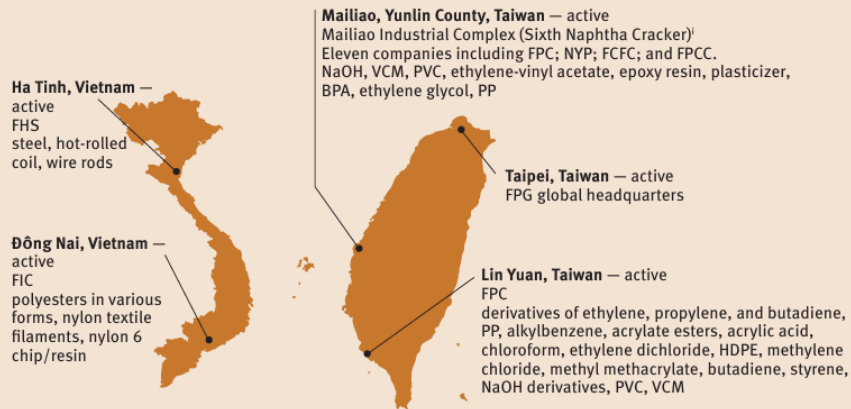 Mailiao, Yunlin County, Taiwan — active
Mailiao Industrial Complex (Sixth Naphtha Cracker)ⁱ
Eleven companies including FPC; NYP; FCFC; and FPCC.
NaOH, VCM, PVC, ethylene-vinyl acetate, epoxy resin, plasticizer,
BPA, ethylene glycol, PP
Ha Tinh, Vietnam —
active
FHS
steel, hot-rolled
coil, wire rods
Taipei, Taiwan — active
FPG global headquarters
Đông Nai, Vietnam —
active
FIC
polyesters in various
forms, nylon textile
filaments, nylon 6
chip/resin
Lin Yuan, Taiwan — active
FPC
derivatives of ethylene, propylene, and butadiene,
PP, alkylbenzene, acrylate esters, acrylic acid,
chloroform, ethylene dichloride, HDPE, methylene
chloride, methyl methacrylate, butadiene, styrene,
NaOH derivatives, PVC, VCM